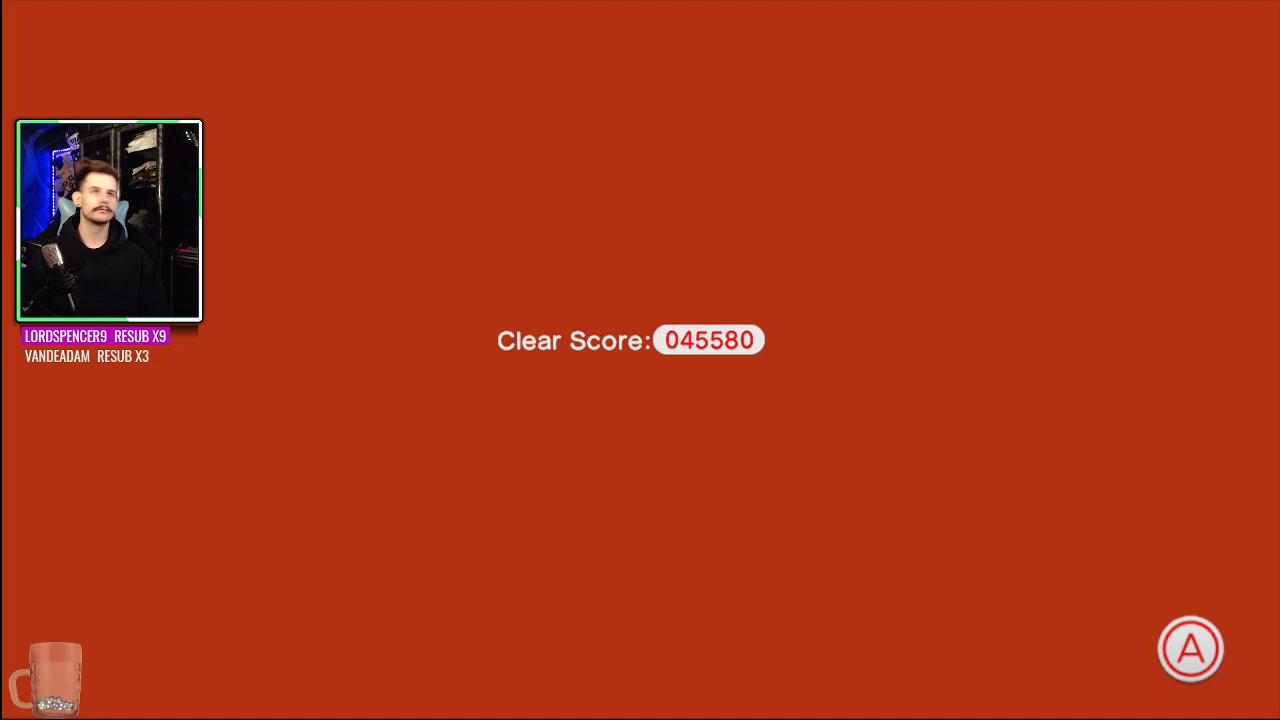 LORDSPENCER9 RESUB X9
VANDEADAM RESUB X3
Clear Score: 045580
A